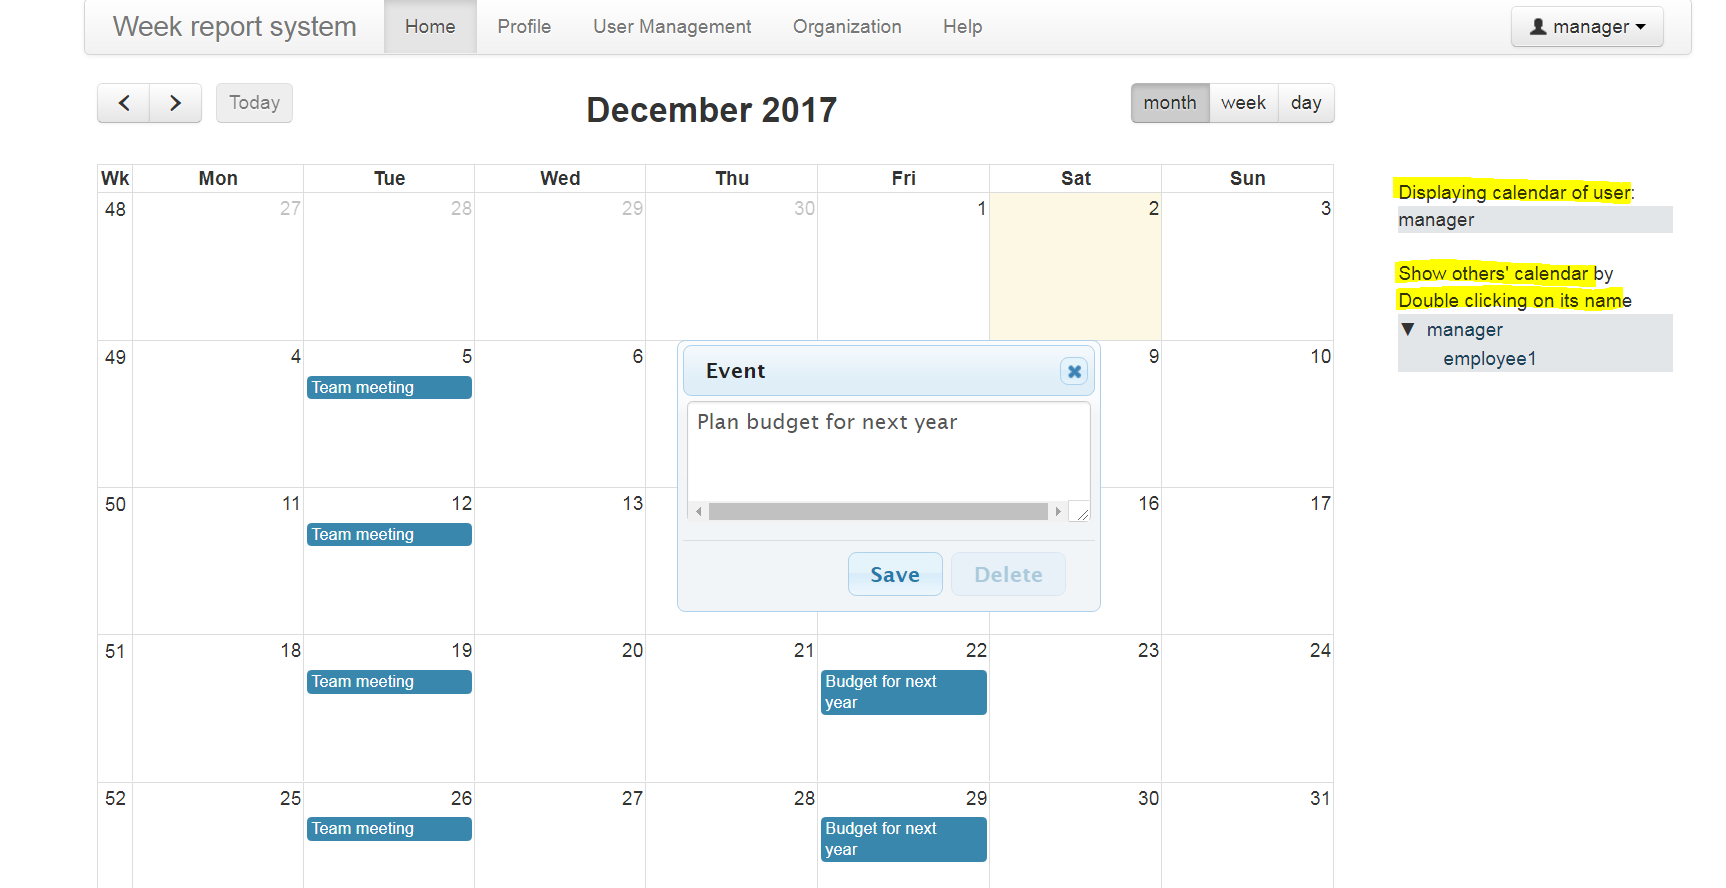 Week report system Home Profile User Management Organization Help manager
Today December 2017 month week day
Wk Mon Tue Wed Thu Fri Sat Sun
48 27 28 29 30 1 2 3
Displaying calendar of user:
manager
Show others' calendar by
Double clicking on its name
manager
employee1
49 4 5 6 9 10
Team meeting
Event
Plan budget for next year
Save Delete
50 11 12 13 16 17
Team meeting
51 18 19 20 21 22 23 24
Team meeting
Budget for next
year
52 25 26 27 28 29 30 31
Team meeting
Budget for next
year